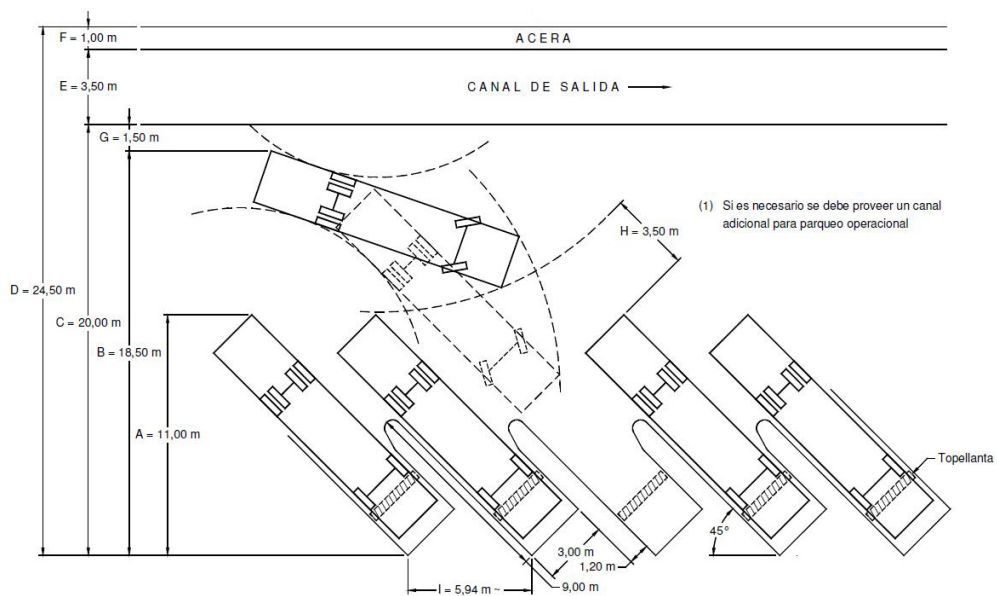 F = 1,00 m
ACERA
E = 3,50 m
CANAL DE SALIDA
G = 1,50 m
(1) Si es necesario se debe proveer un canal
adicional para parqueo operacional
H = 3,50 m
D = 24,50 m
C = 20,00 m
B = 18,50 m
A = 11,00 m
Topellanta
45°
3,00 m
1,20 m
I = 5,94 m ~
9,00 m